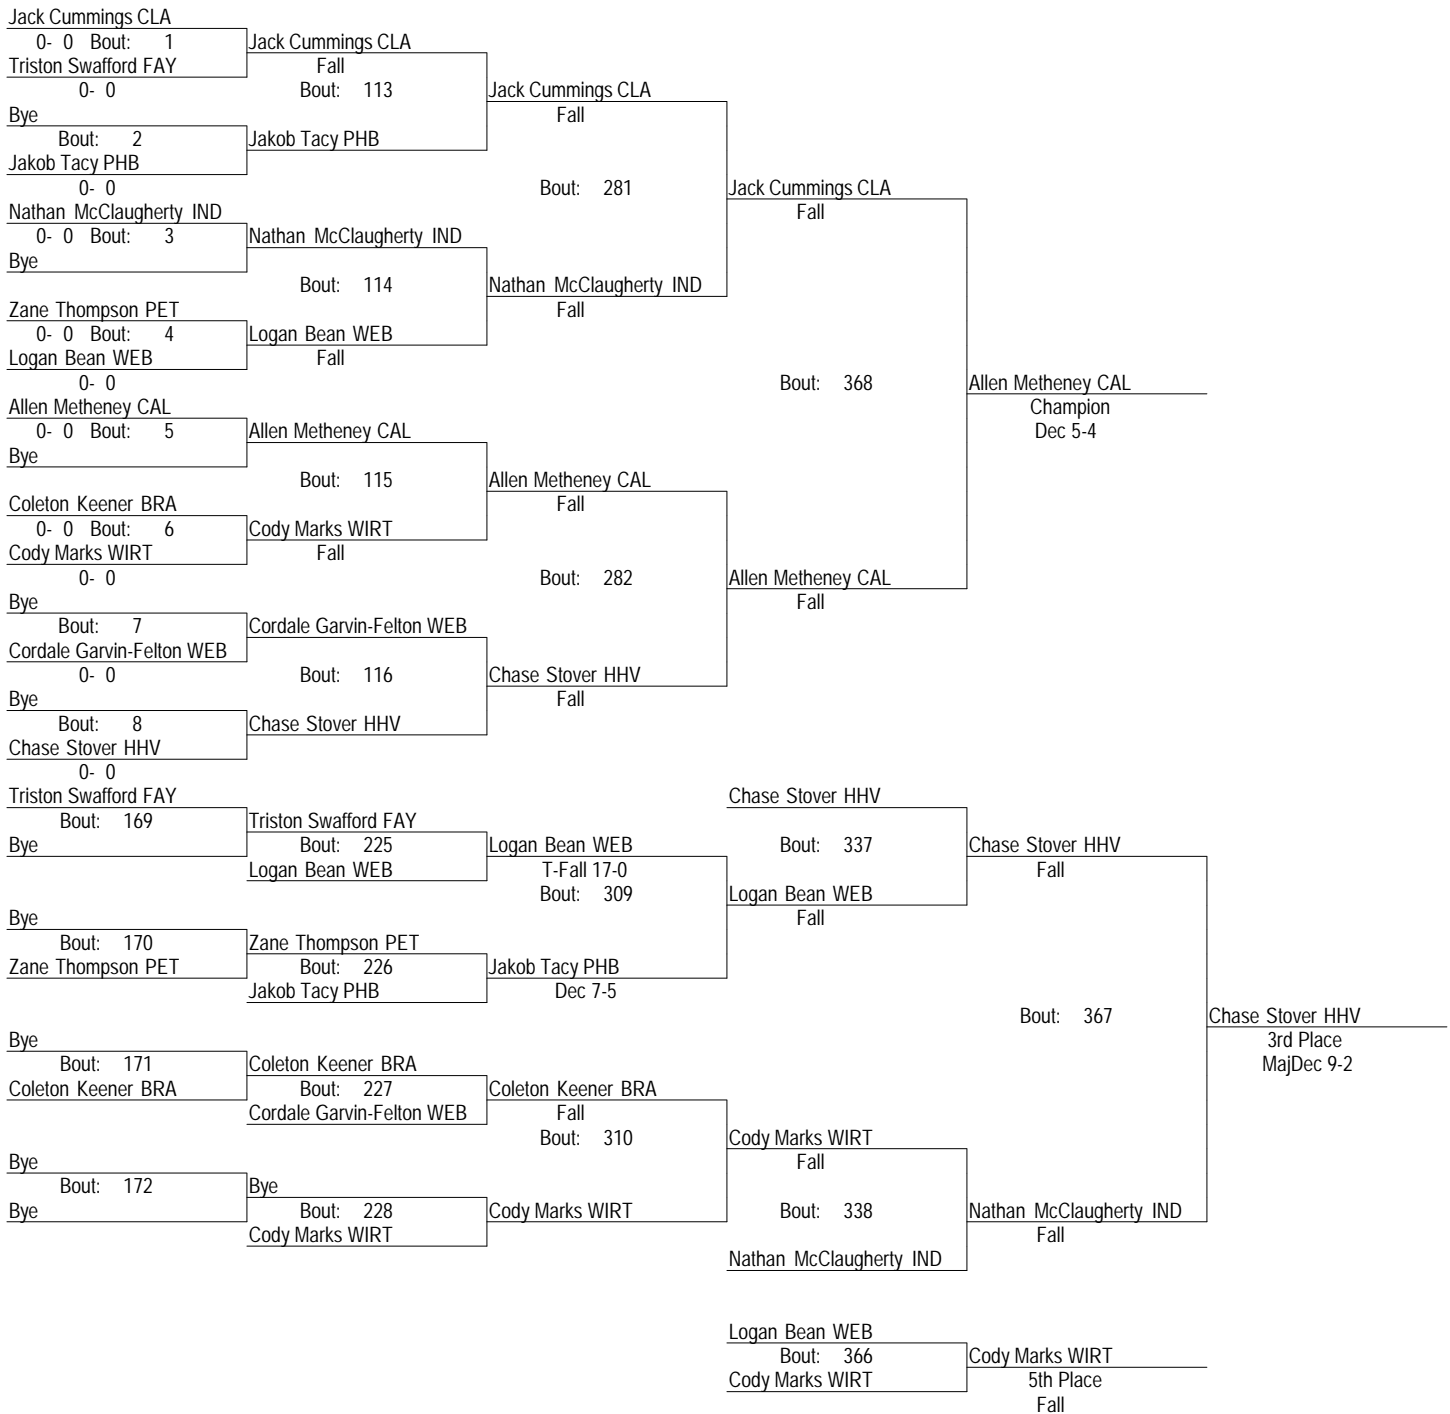 Jack Cummings CLA
0- 0 Bout: 1 Jack Cummings CLA
Triston Swafford FAY Fall
0- 0 Bout: 113 Jack Cummings CLA
Bye Fall
Bout: 2 Jakob Tacy PHB
Jakob Tacy PHB
0- 0 Bout: 281 Jack Cummings CLA
Nathan McClaugherty IND Fall
0- 0 Bout: 3 Nathan McClaugherty IND
Bye
Bout: 114 Nathan McClaugherty IND
Zane Thompson PET Fall
0- 0 Bout: 4 Logan Bean WEB
Logan Bean WEB Fall
0- 0 Bout: 368 Allen Metheney CAL
Allen Metheney CAL Champion
0- 0 Bout: 5 Allen Metheney CAL Dec 5-4
Bye
Bout: 115 Allen Metheney CAL
Coleton Keener BRA Fall
0- 0 Bout: 6 Cody Marks WIRT
Cody Marks WIRT Fall
0- 0 Bout: 282 Allen Metheney CAL
Bye Fall
Bout: 7 Cordale Garvin-Felton WEB
Cordale Garvin-Felton WEB
0- 0 Bout: 116 Chase Stover HHV
Bye Fall
Bout: 8 Chase Stover HHV
Chase Stover HHV
0- 0
Triston Swafford FAY Chase Stover HHV
Bout: 169 Triston Swafford FAY
Bye Bout: 225 Logan Bean WEB Bout: 337 Chase Stover HHV
Logan Bean WEB T-Fall 17-0 Fall
Bout: 309 Logan Bean WEB
Bye Fall
Bout: 170 Zane Thompson PET
Zane Thompson PET Bout: 226 Jakob Tacy PHB
Jakob Tacy PHB Dec 7-5
Bout: 367 Chase Stover HHV
Bye 3rd Place
Bout: 171 Coleton Keener BRA MajDec 9-2
Coleton Keener BRA Bout: 227 Coleton Keener BRA
Cordale Garvin-Felton WEB Fall
Bout: 310 Cody Marks WIRT
Bye Fall
Bout: 172 Bye
Bye Bout: 228 Cody Marks WIRT Bout: 338 Nathan McClaugherty IND
Cody Marks WIRT Fall
Nathan McClaugherty IND
Logan Bean WEB
Bout: 366 Cody Marks WIRT
Cody Marks WIRT 5th Place
Fall